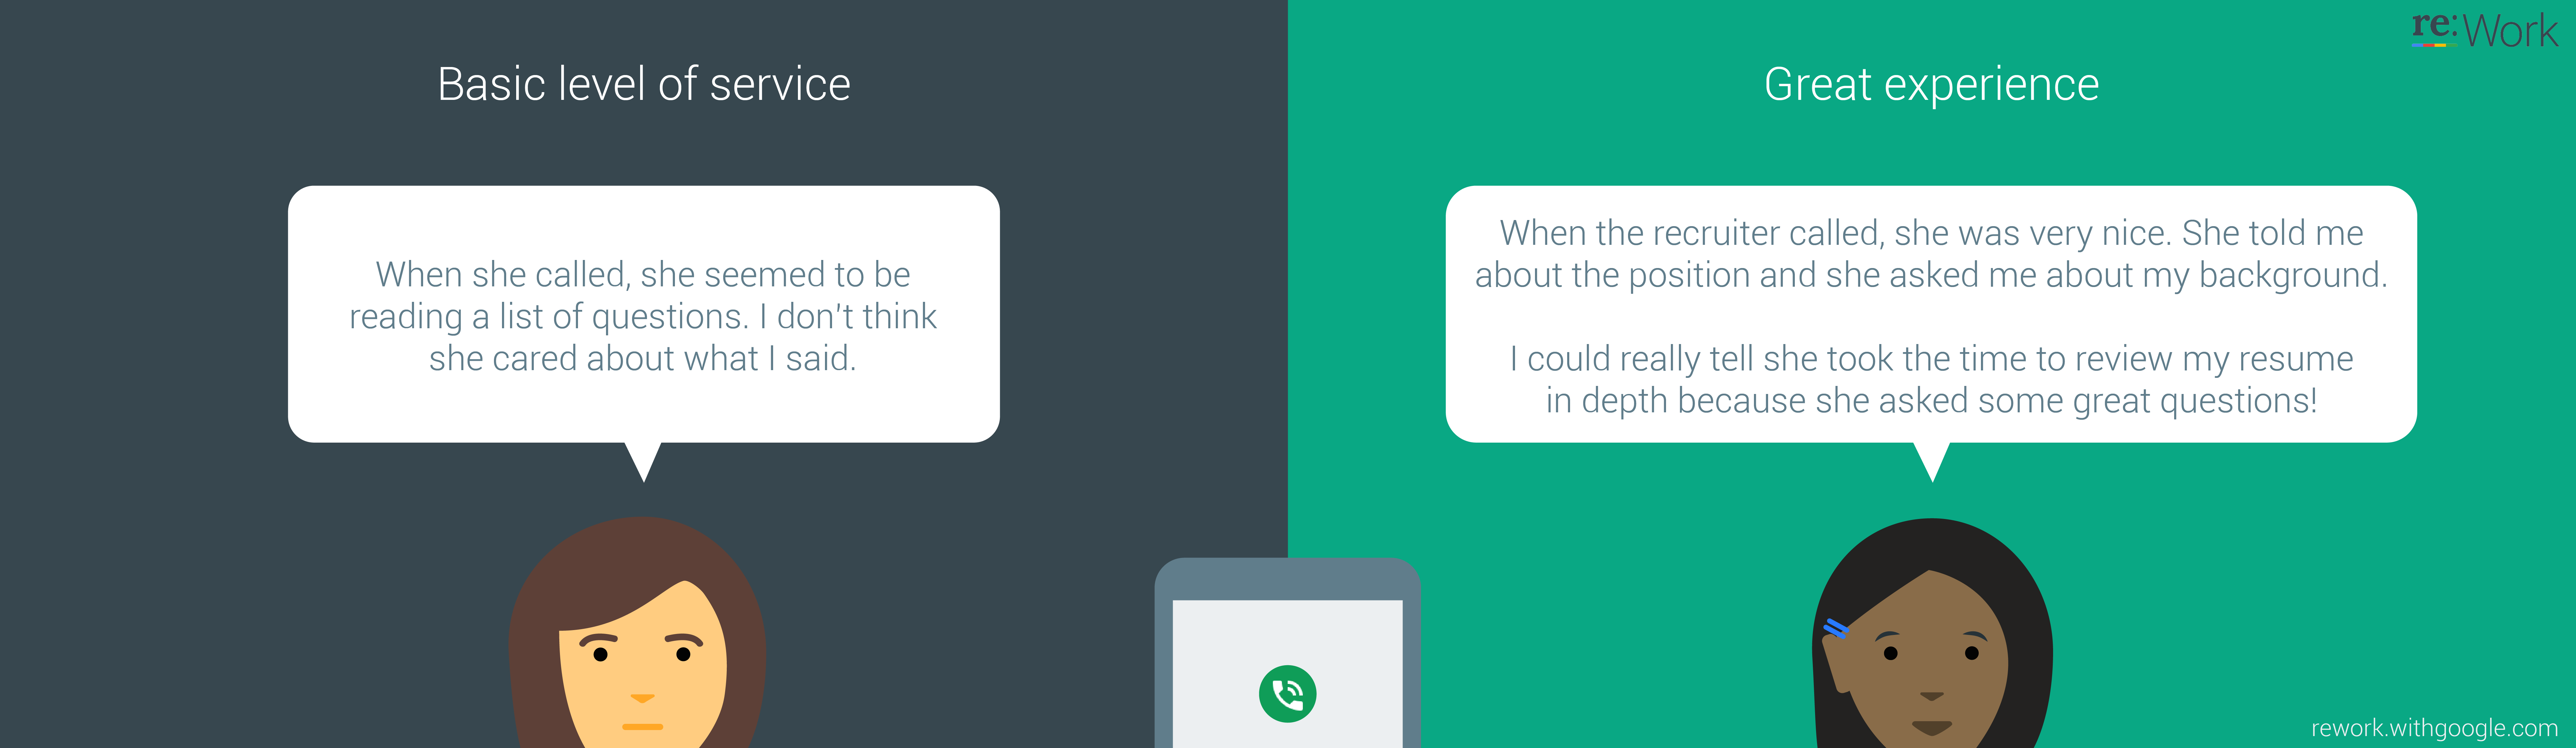 re:Work
Basic level of service
Great experience
When she called, she seemed to be
reading a list of questions. I don't think
she cared about what I said.
When the recruiter called, she was very nice. She told me
about the position and she asked me about my background.
I could really tell she took the time to review my resume
in depth because she asked some great questions!
rework.withgoogle.com